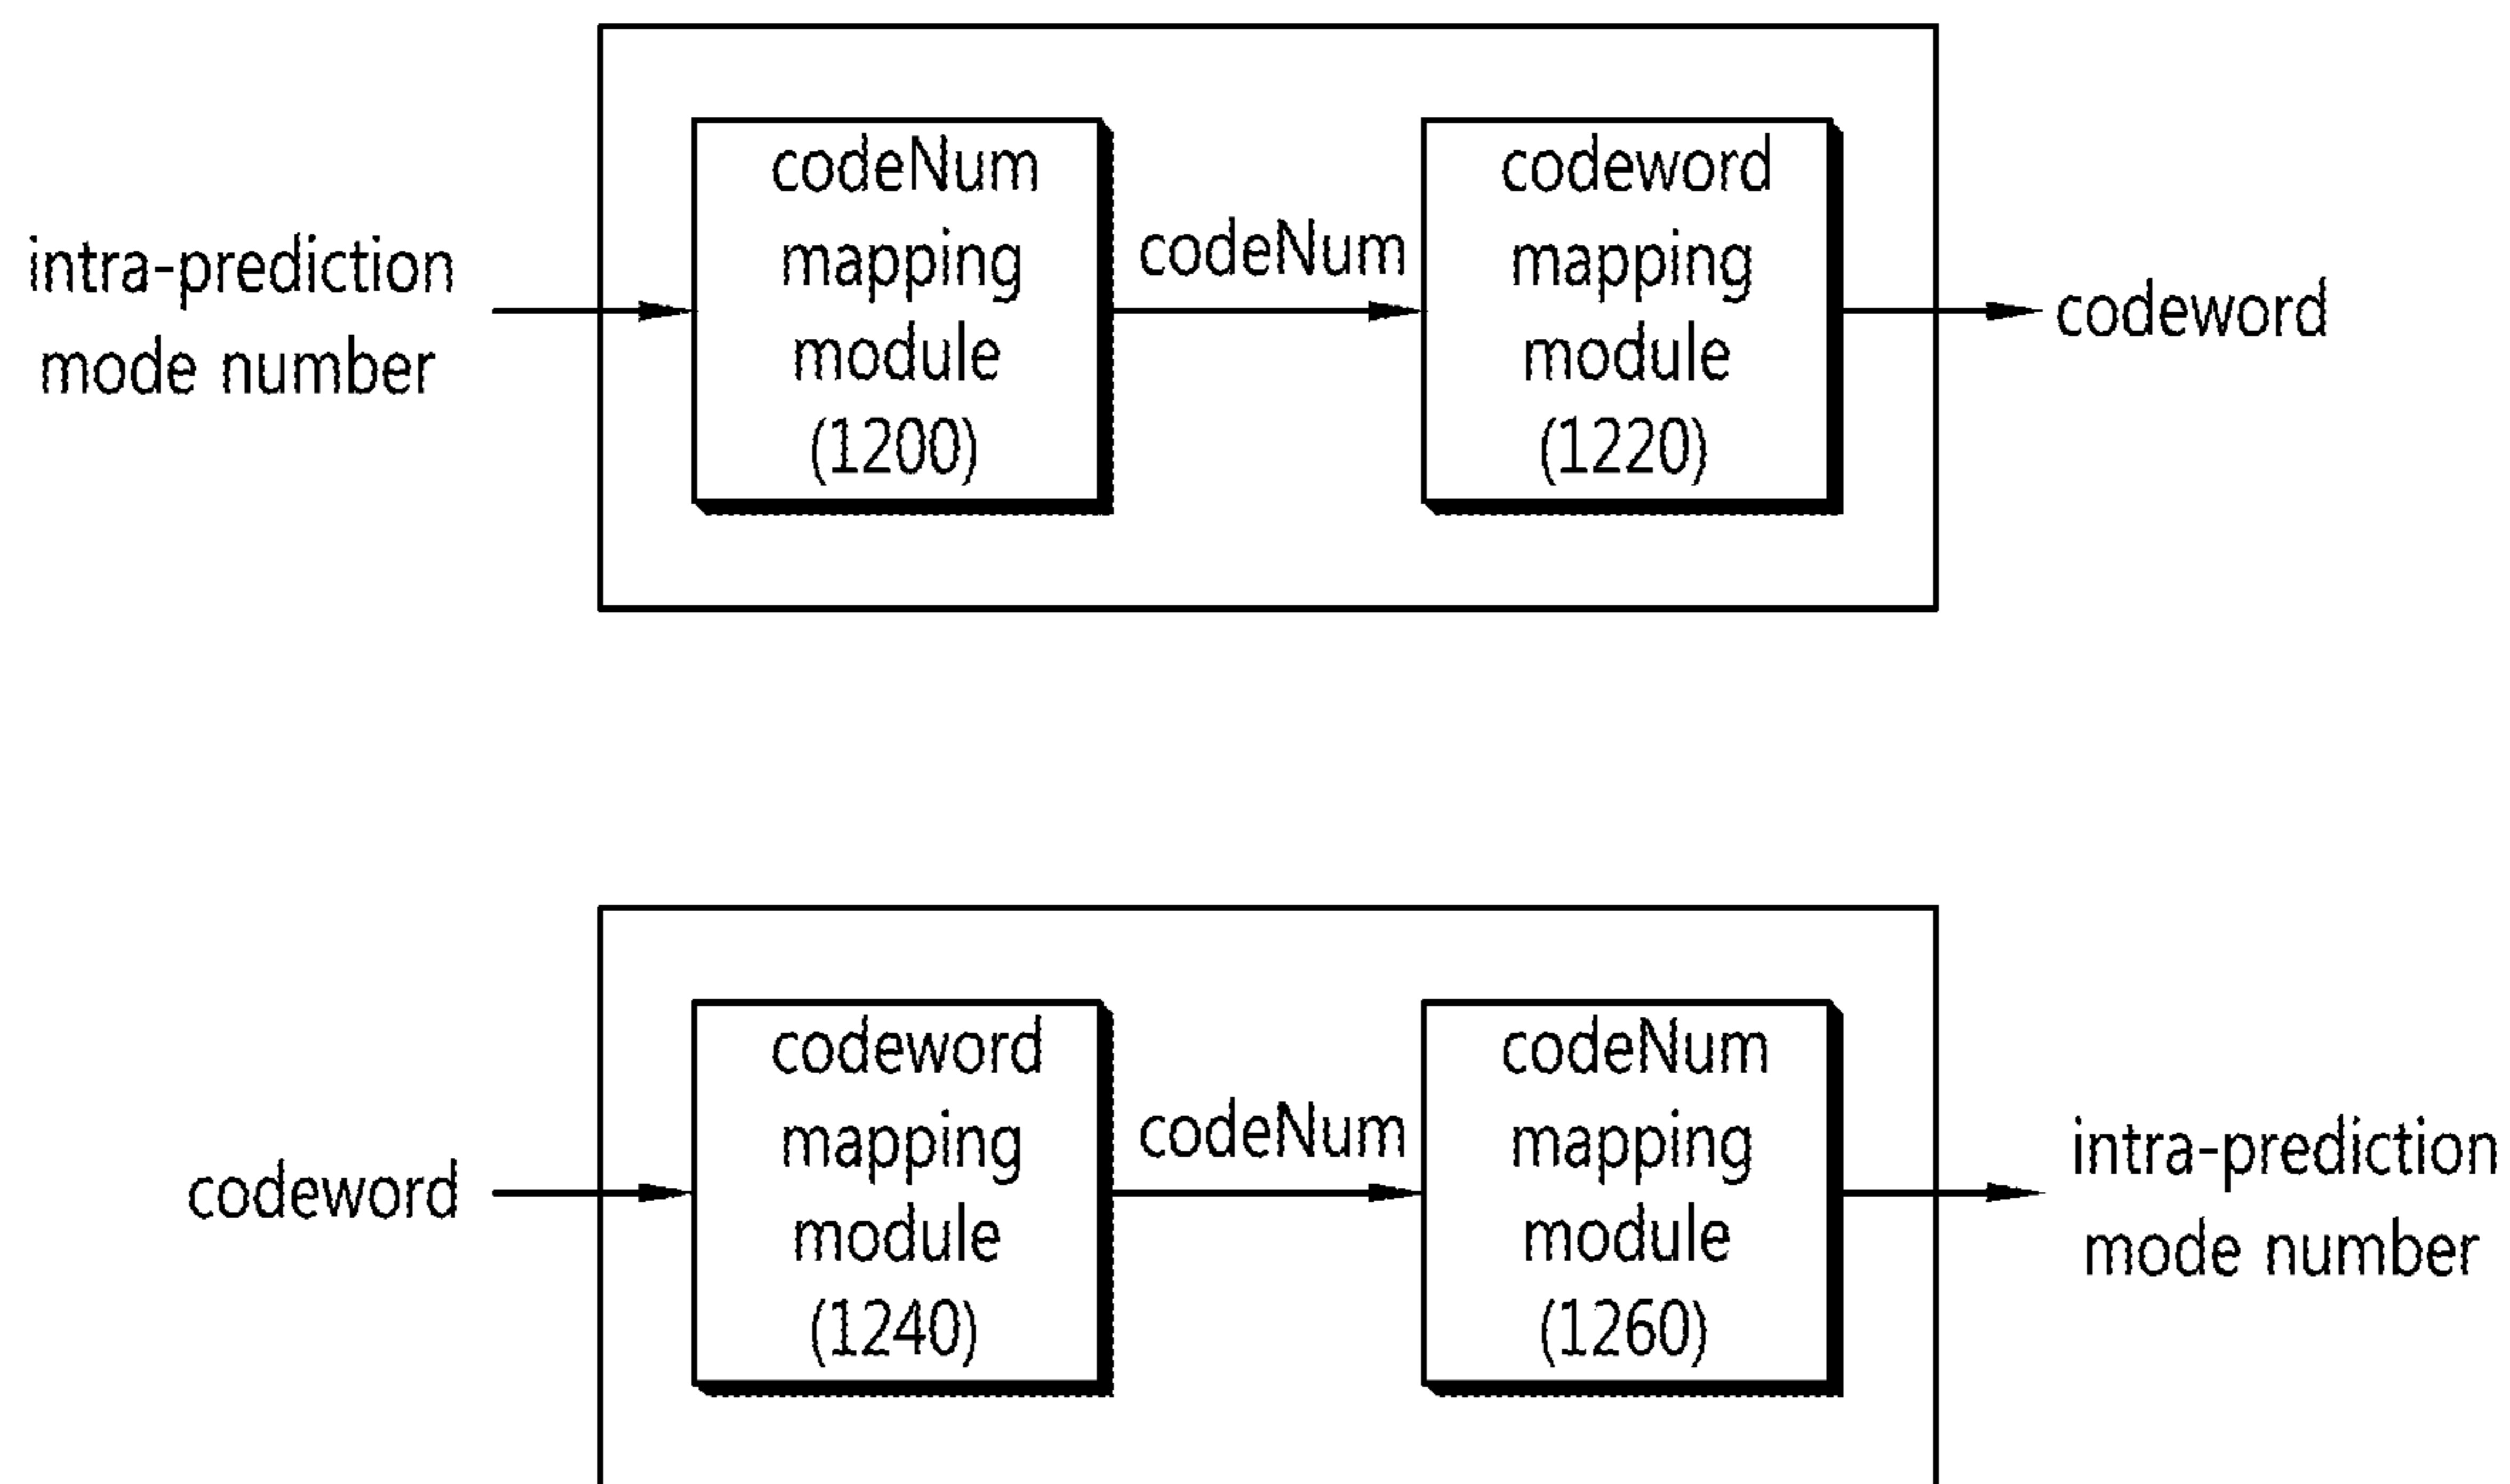 intra-prediction
mode number
codeNum
mapping
module
(1200)
codeNum
codeword
mapping
module
(1220)
codeword
codeword
codeword
mapping
module
(1240)
codeNum
codeNum
mapping
module
(1260)
intra-prediction
mode number